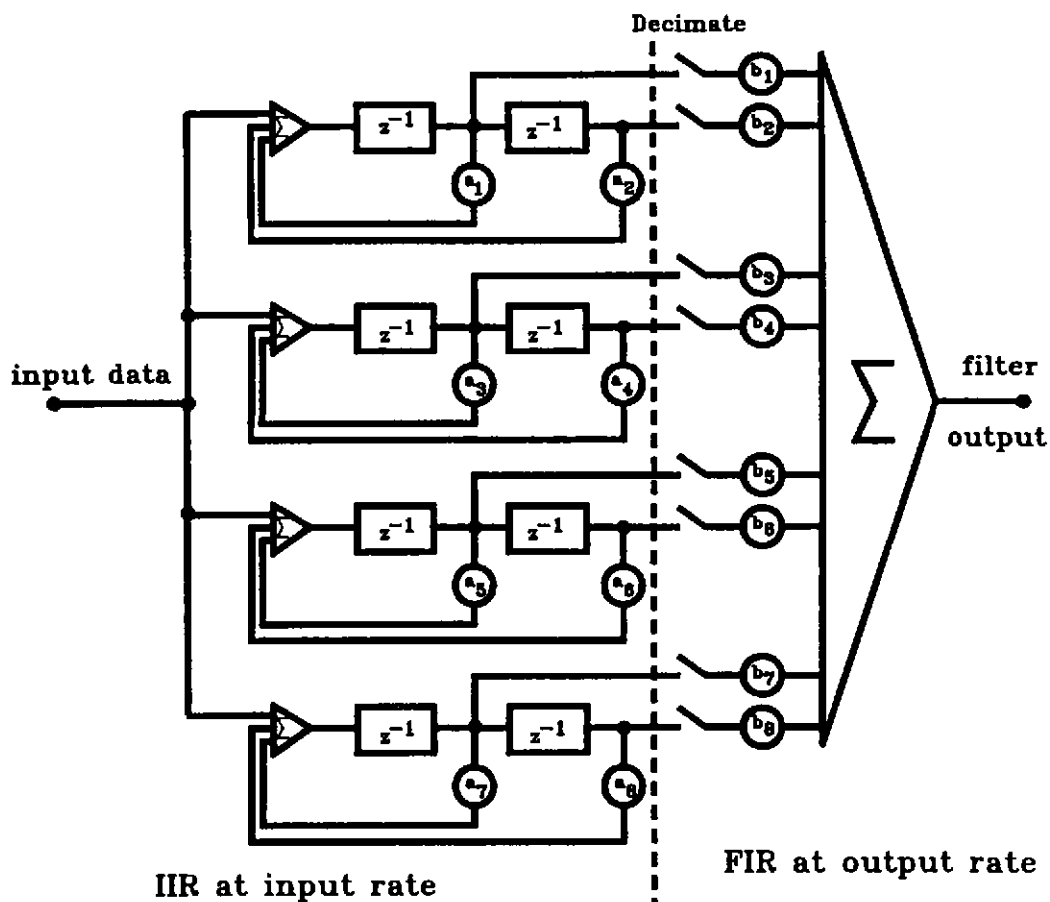 Decimate
b₁
z⁻¹ z⁻¹ b₂
Σ
a₁ a₂
b₃
z⁻¹ z⁻¹ b₄
Σ
a₃ a₄
input data
Σ
filter
output
b₅
z⁻¹ z⁻¹ b₆
Σ
a₅ a₆
b₇
z⁻¹ z⁻¹ b₈
Σ
a₇ a₈
IIR at input rate
FIR at output rate